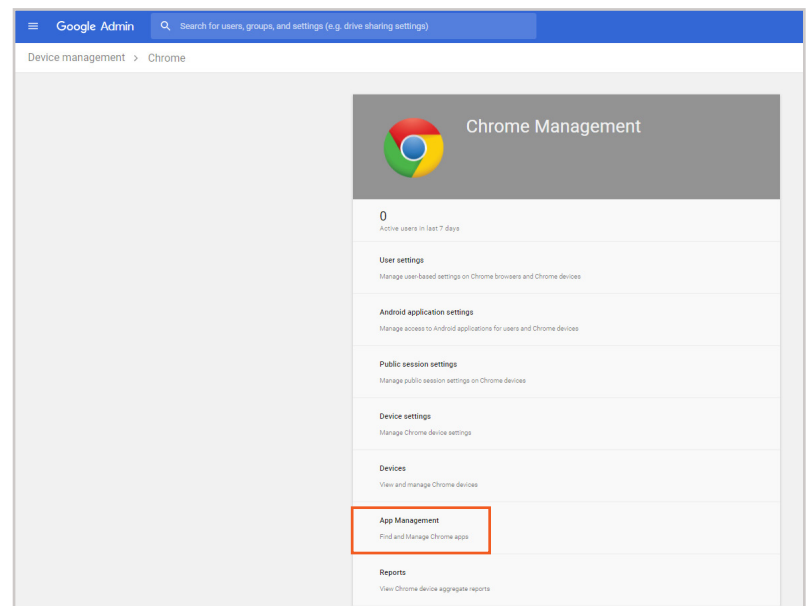 Google Admin
Search for users, groups, and settings (e.g. drive sharing settings)
Device management > Chrome
Chrome Management
0
Active users in last 7 days
User settings
Manage user-based settings on Chrome browsers and Chrome devices
Android application settings
Manage access to Android applications for users and Chrome devices
Public session settings
Manage public session settings on Chrome devices
Device settings
Manage Chrome device settings
Devices
View and manage Chrome devices
App Management
Find and Manage Chrome apps
Reports
View Chrome device aggregate reports